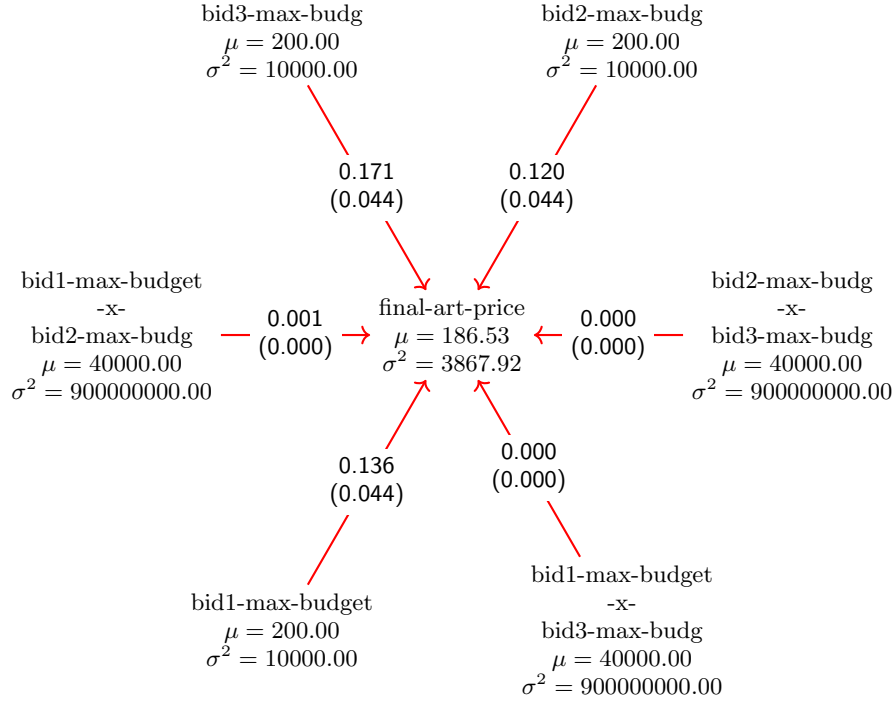 bid3-max-budg
μ = 200.00
σ² = 10000.00
bid2-max-budg
μ = 200.00
σ² = 10000.00
0.171
(0.044)
0.120
(0.044)
bid1-max-budget
-x-
bid2-max-budg
μ = 40000.00
σ² = 900000000.00
0.001
(0.000)
final-art-price
μ = 186.53
σ² = 3867.92
0.000
(0.000)
bid2-max-budg
-x-
bid3-max-budg
μ = 40000.00
σ² = 900000000.00
0.136
(0.044)
0.000
(0.000)
bid1-max-budget
μ = 200.00
σ² = 10000.00
bid1-max-budget
-x-
bid3-max-budg
μ = 40000.00
σ² = 900000000.00